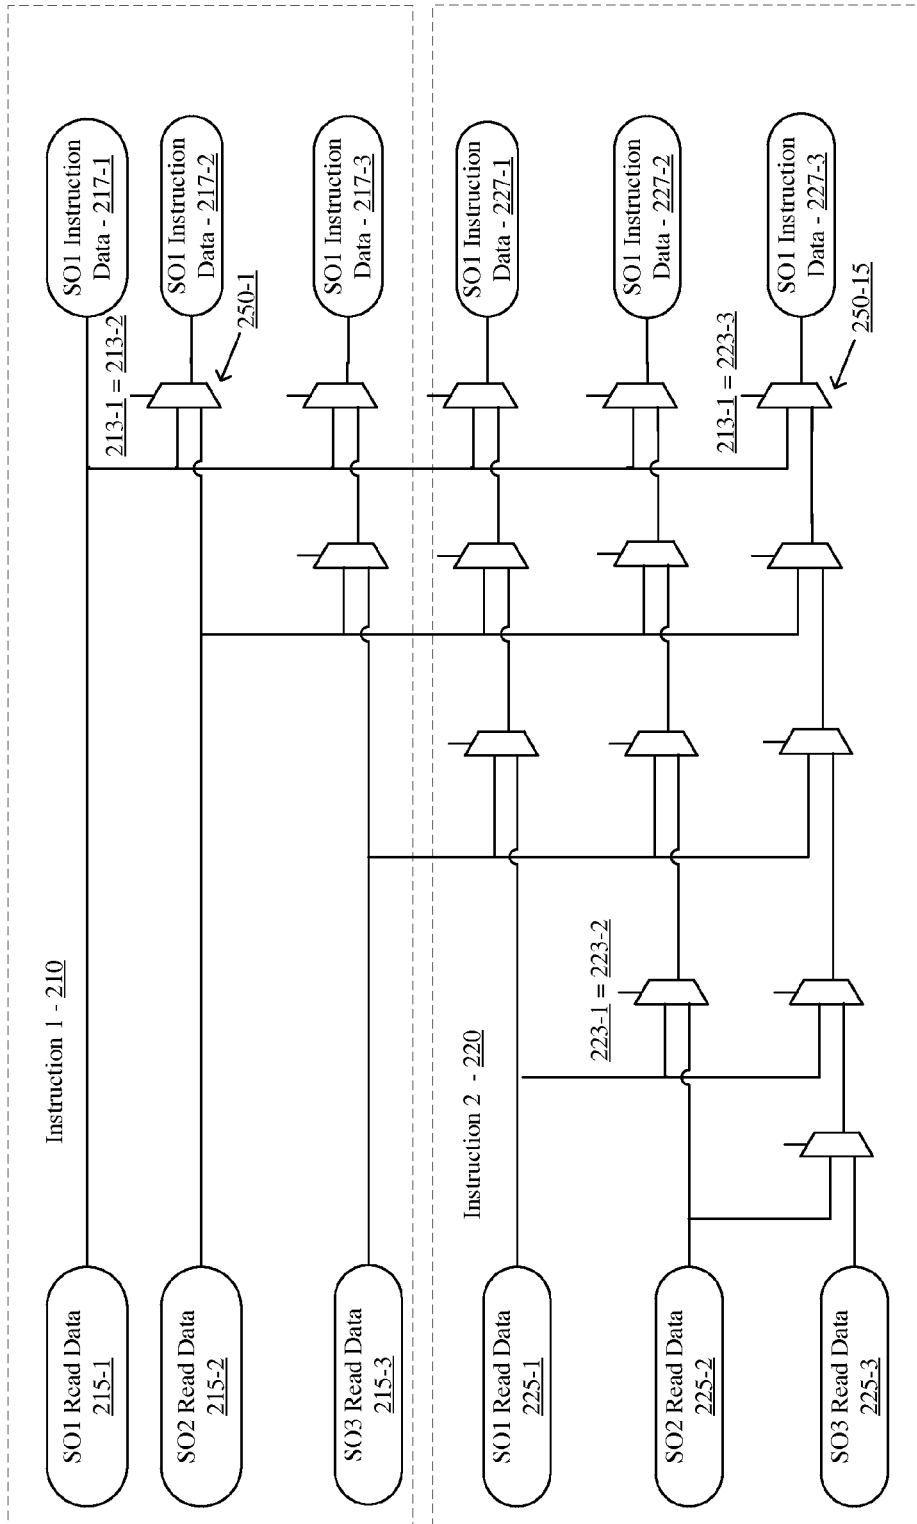 Instruction 1 - 210
SO1 Read Data
215-1
SO1 Instruction
Data - 217-1
213-1 = 213-2
SO2 Read Data
215-2
SO1 Instruction
Data - 217-2
250-1
SO3 Read Data
215-3
SO1 Instruction
Data - 217-3
Instruction 2 - 220
SO1 Read Data
225-1
SO1 Instruction
Data - 227-1
223-1 = 223-2
SO2 Read Data
225-2
SO1 Instruction
Data - 227-2
213-1 = 223-3
SO3 Read Data
225-3
SO1 Instruction
Data - 227-3
250-15